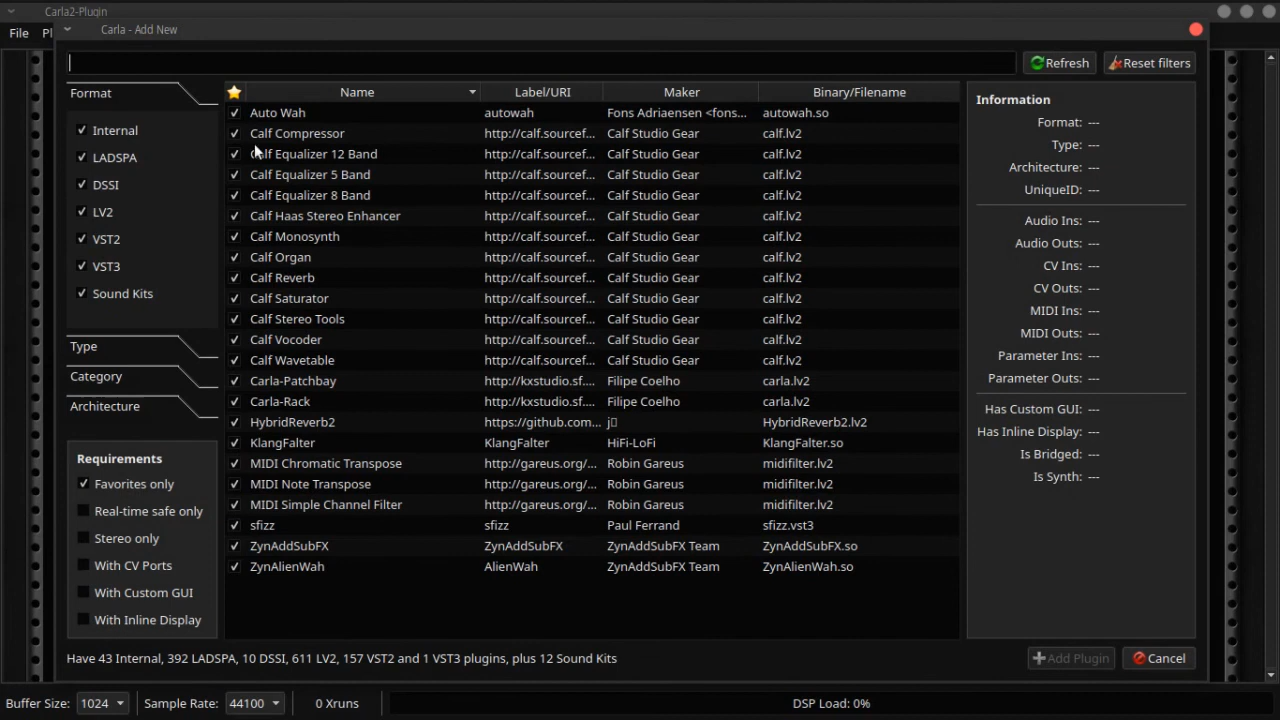 Carla2-Plugin
File Pl
Carla - Add New
Refresh
Reset filters
Format
Internal
LADSPA
DSSI
LV2
VST2
VST3
Sound Kits
Type
Category
Architecture
Requirements
Favorites only
Real-time safe only
Stereo only
With CV Ports
With Custom GUI
With Inline Display
Name Label/URI Maker Binary/Filename
Auto Wah autowah Fons Adriaensen <fons... autowah.so
Calf Compressor http://calf.sourcef... Calf Studio Gear calf.lv2
Calf Equalizer 12 Band http://calf.sourcef... Calf Studio Gear calf.lv2
Calf Equalizer 5 Band http://calf.sourcef... Calf Studio Gear calf.lv2
Calf Equalizer 8 Band http://calf.sourcef... Calf Studio Gear calf.lv2
Calf Haas Stereo Enhancer http://calf.sourcef... Calf Studio Gear calf.lv2
Calf Monosynth http://calf.sourcef... Calf Studio Gear calf.lv2
Calf Organ http://calf.sourcef... Calf Studio Gear calf.lv2
Calf Reverb http://calf.sourcef... Calf Studio Gear calf.lv2
Calf Saturator http://calf.sourcef... Calf Studio Gear calf.lv2
Calf Stereo Tools http://calf.sourcef... Calf Studio Gear calf.lv2
Calf Vocoder http://calf.sourcef... Calf Studio Gear calf.lv2
Calf Wavetable http://calf.sourcef... Calf Studio Gear calf.lv2
Carla-Patchbay http://kxstudio.sf.... Filipe Coelho carla.lv2
Carla-Rack http://kxstudio.sf.... Filipe Coelho carla.lv2
HybridReverb2 https://github.com... j HybridReverb2.lv2
KlangFalter KlangFalter HiFi-LoFi KlangFalter.so
MIDI Chromatic Transpose http://gareus.org/... Robin Gareus midifilter.lv2
MIDI Note Transpose http://gareus.org/... Robin Gareus midifilter.lv2
MIDI Simple Channel Filter http://gareus.org/... Robin Gareus midifilter.lv2
sfizz sfizz Paul Ferrand sfizz.vst3
ZynAddSubFX ZynAddSubFX ZynAddSubFX Team ZynAddSubFX.so
ZynAlienWah AlienWah ZynAddSubFX Team ZynAlienWah.so
Information
Format: ---
Type: ---
Architecture: ---
UniqueID: ---
Audio Ins: ---
Audio Outs: ---
CV Ins: ---
CV Outs: ---
MIDI Ins: ---
MIDI Outs: ---
Parameter Ins: ---
Parameter Outs: ---
Has Custom GUI: ---
Has Inline Display: ---
Is Bridged: ---
Is Synth: ---
Have 43 Internal, 392 LADSPA, 10 DSSI, 611 LV2, 157 VST2 and 1 VST3 plugins, plus 12 Sound Kits
Add Plugin
Cancel
Buffer Size: 1024 Sample Rate: 44100 0 Xruns DSP Load: 0%